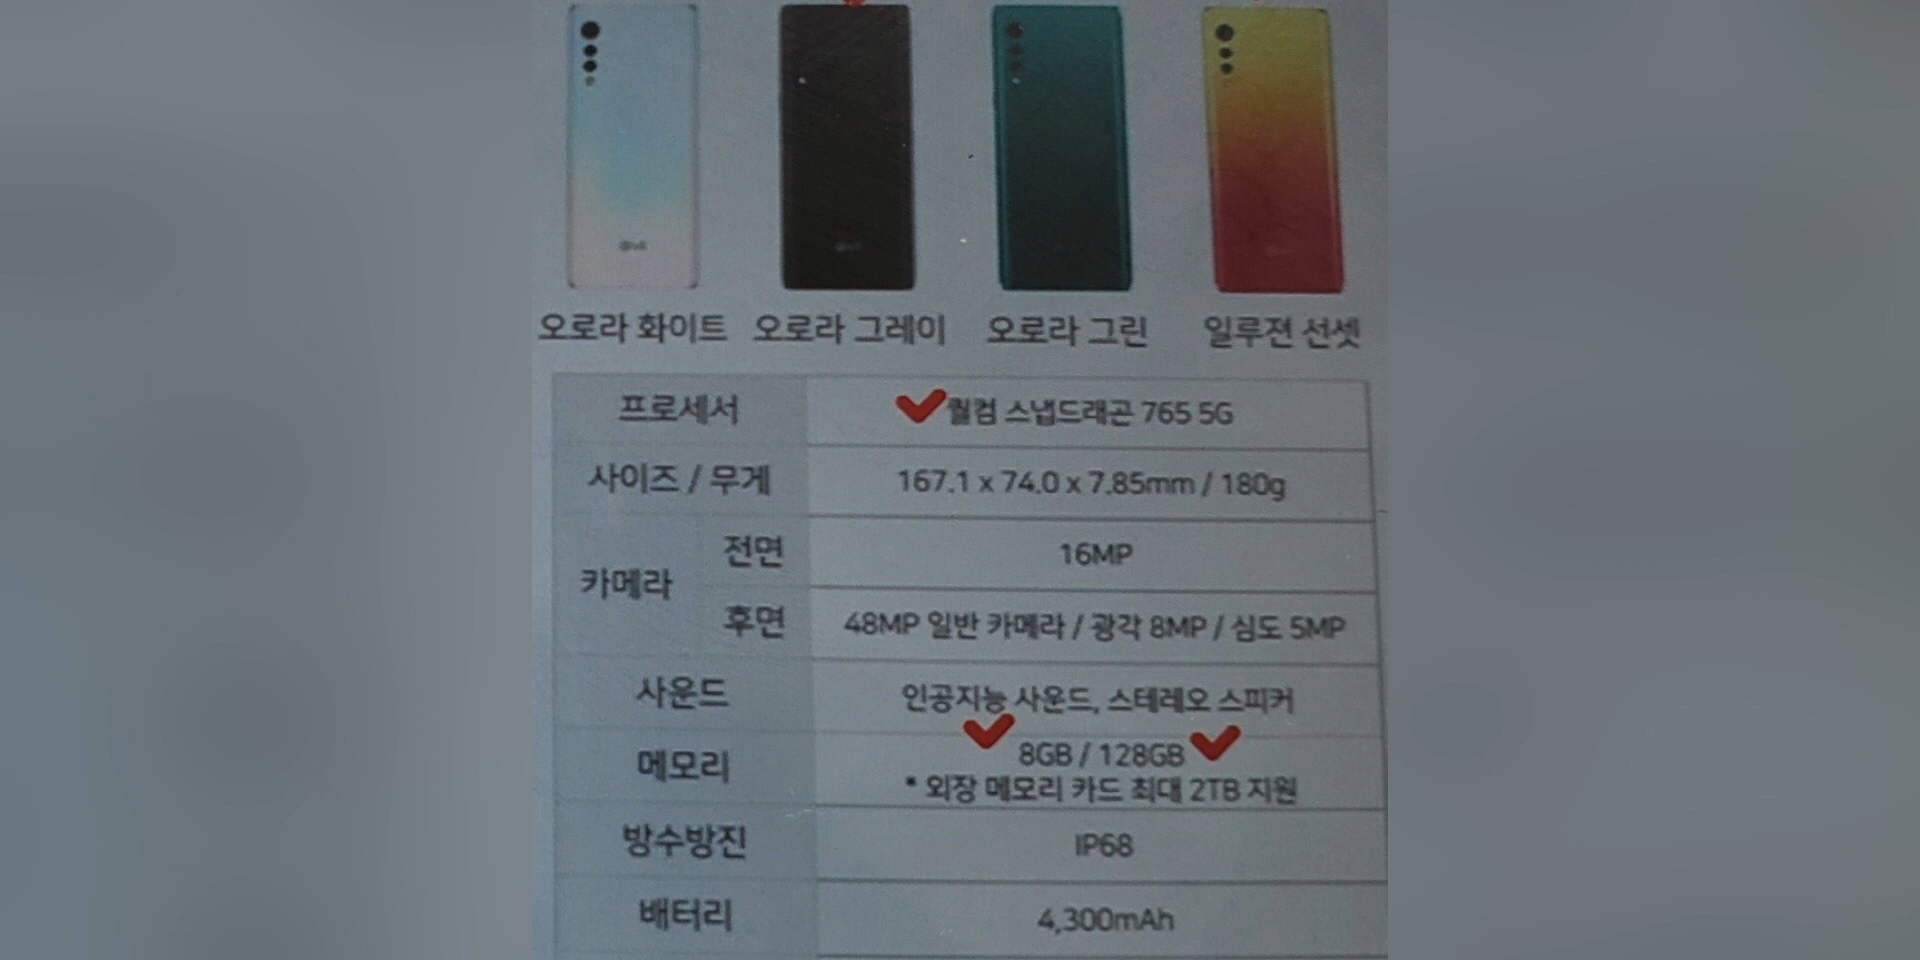 오로라 화이트 오로라 그레이 오로라 그린 일루젼 선셋
프로세서 퀄컴 스냅드래곤 765 5G
사이즈 / 무게 167.1 x 74.0 x 7.85mm / 180g
카메라
전면 16MP
후면 48MP 일반 카메라 / 광각 8MP / 심도 5MP
사운드 인공지능 사운드, 스테레오 스피커
메모리 8GB / 128GB
* 외장 메모리 카드 최대 2TB 지원
방수방진 IP68
배터리 4,300mAh